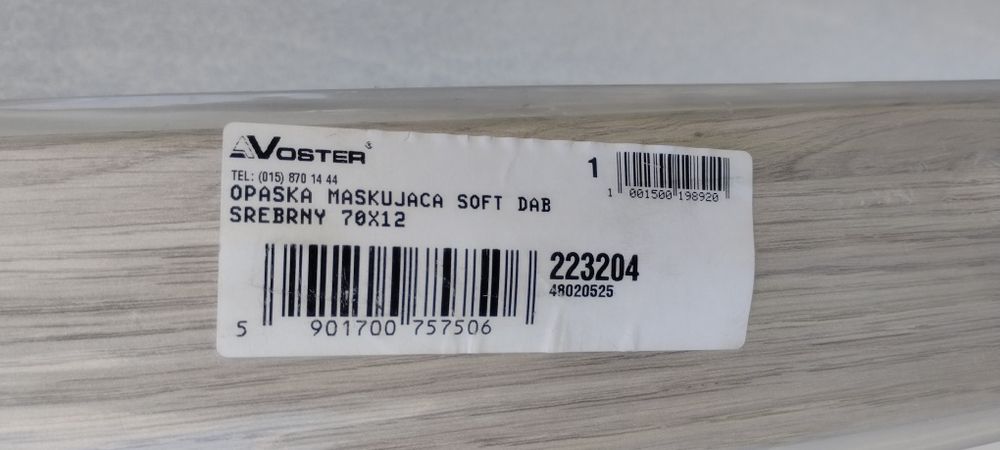 VOSTER®
TEL: (015) 870 14 44
OPASKA MASKUJACA SOFT DAB
SREBRNY 70X12
1
1 001500 198920
223204
48020525
5 901700 757506